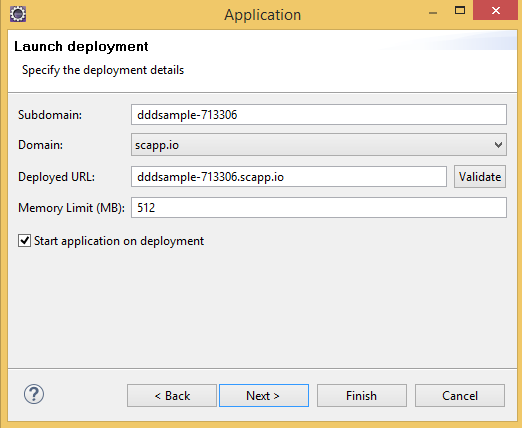 Application
Launch deployment
Specify the deployment details
Subdomain: dddsample-713306
Domain: scapp.io
Deployed URL: dddsample-713306.scapp.io Validate
Memory Limit (MB): 512
Start application on deployment
? < Back Next > Finish Cancel